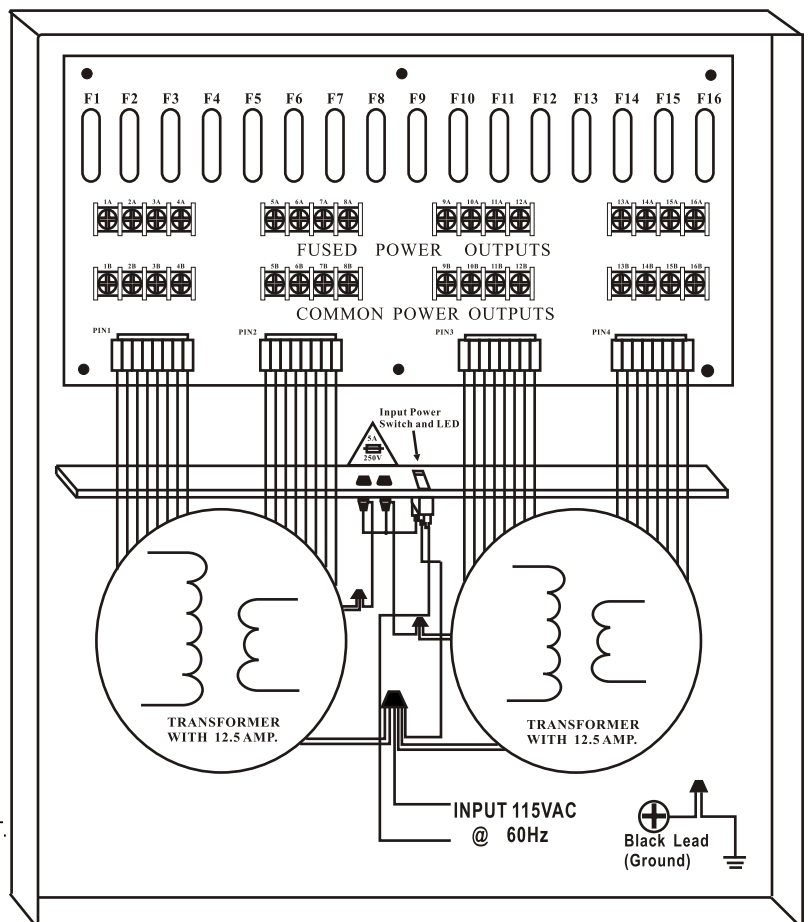 F1 F2 F3 F4 F5 F6 F7 F8 F9 F10 F11 F12 F13 F14 F15 F16
1A 2A 3A 4A 5A 6A 7A 8A 9A 10A 11A 12A 13A 14A 15A 16A
FUSED POWER OUTPUTS
1B 2B 3B 4B 5B 6B 7B 8B 9B 10B 11B 12B 13B 14B 15B 16B
COMMON POWER OUTPUTS
PIN1 PIN2 PIN3 PIN4
Input Power
Switch and LED
5A
250V
TRANSFORMER
WITH 12.5 AMP.
TRANSFORMER
WITH 12.5 AMP.
INPUT 115VAC
@ 60Hz
Black Lead
(Ground)